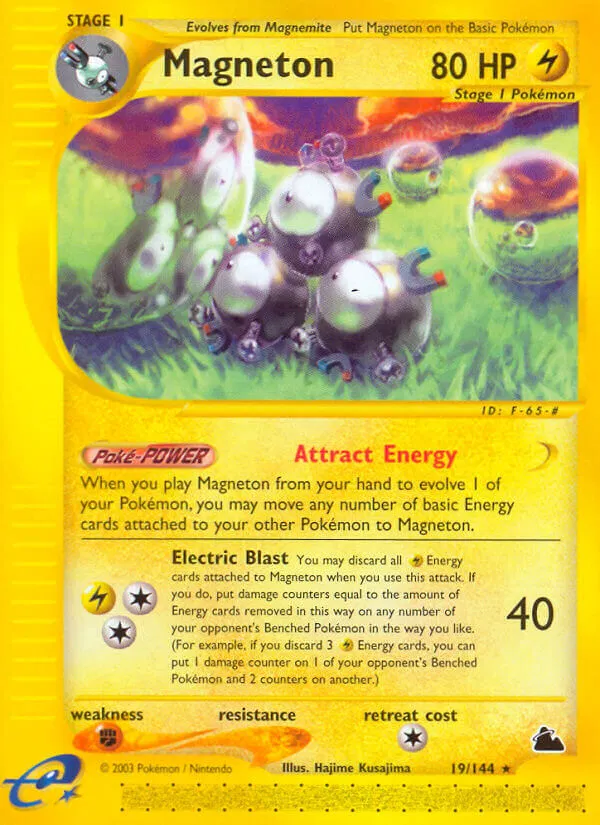 STAGE 1
Evolves from Magnemite Put Magneton on the Basic Pokémon
Magneton 80 HP
Stage 1 Pokémon
ID: F-65-#
Poké-POWER Attract Energy
When you play Magneton from your hand to evolve 1 of
your Pokémon, you may move any number of basic Energy
cards attached to your other Pokémon to Magneton.
Electric Blast You may discard all Energy
cards attached to Magneton when you use this attack. If
you do, put damage counters equal to the amount of
Energy cards removed in this way on any number of
your opponent's Benched Pokémon in the way you like.
(For example, if you discard 3 Energy cards, you can
put 1 damage counter on 1 of your opponent's Benched
Pokémon and 2 counters on another.)
40
weakness resistance retreat cost
© 2003 Pokémon / Nintendo Illus. Hajime Kusajima 19/144 ★
e